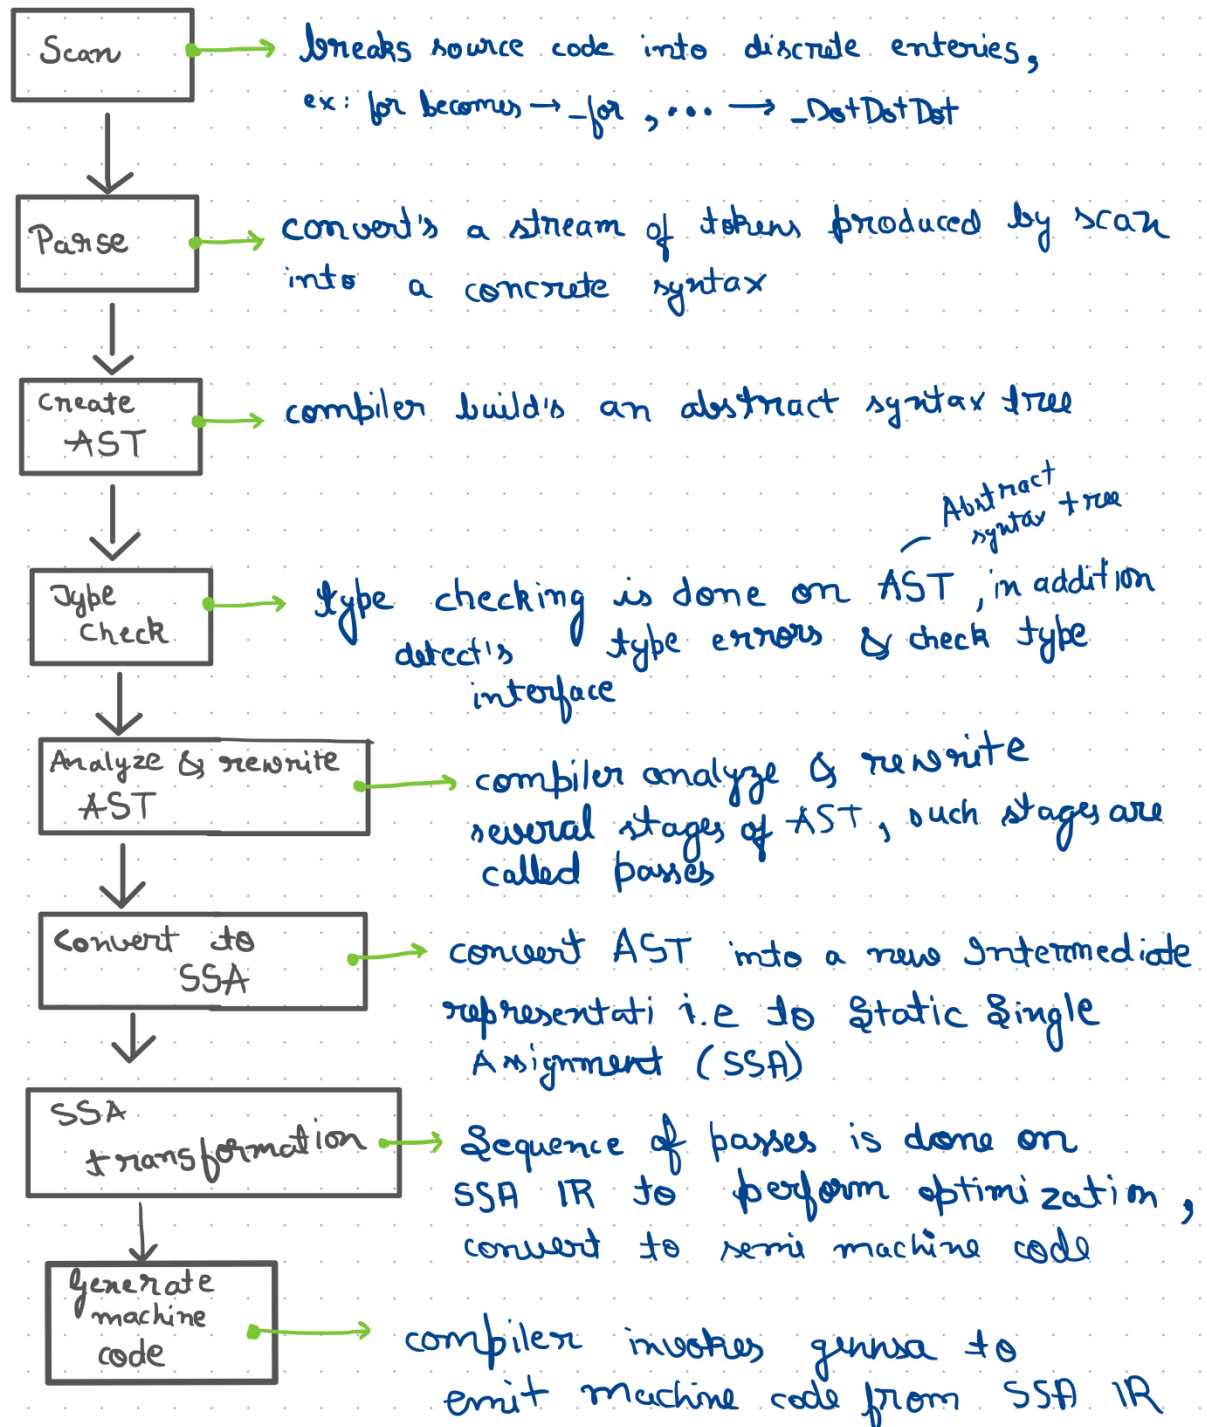 Scan
breaks source code into discrete enteries,
ex: for becomes → _for , ... → _DotDotDot
Parse
convert's a stream of tokens produced by scan
into a concrete syntax
Create
AST
compiler build's an abstract syntax tree
Abstract
syntax tree
Type
check
type checking is done on AST, in addition
detect's type errors & check type
interface
Analyze & rewrite
AST
compiler analyze & rewrite
several stages of AST, such stages are
called passes
Convert to
SSA
convert AST into a new Intermediate
representati i.e to Static Single
Assignment (SSA)
SSA
transformation
Sequence of passes is done on
SSA IR to perform optimization,
convert to semi machine code
Generate
machine
code
compiler invokes gennsa to
emit machine code from SSA IR